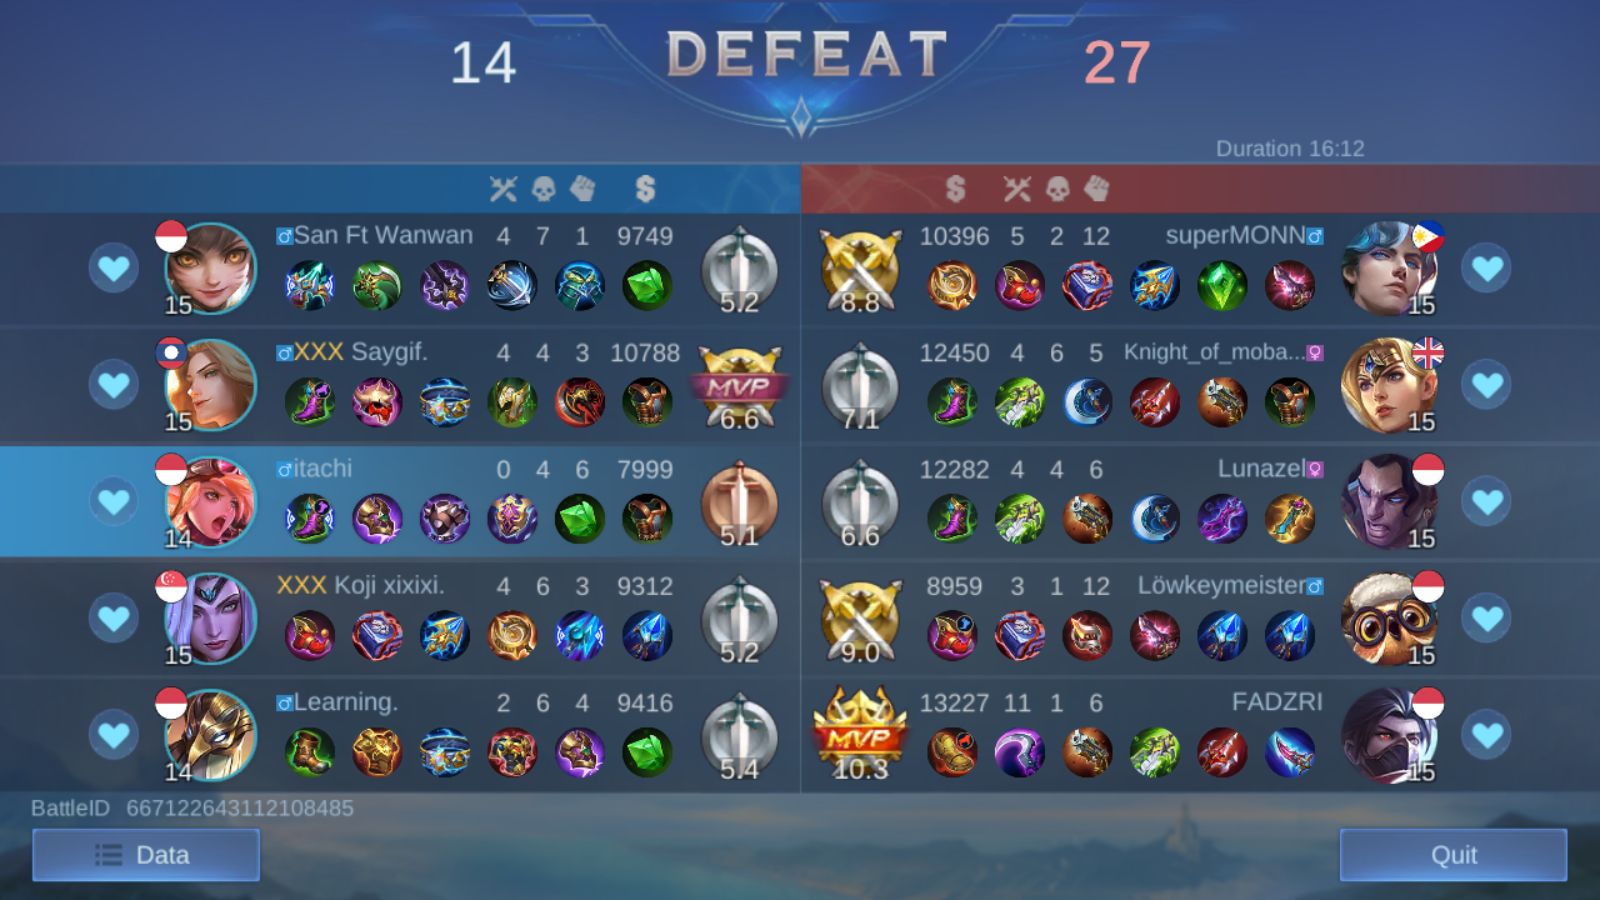 14 DEFEAT 27
Duration 16:12
San Ft Wanwan 4 7 1 9749
15 5.2
8.8 10396 5 2 12 superMONN
15
XXX Saygif. 4 4 3 10788
MVP
15 6.6
7.1 12450 4 6 5 Knight_of_moba...
15
itachi 0 4 6 7999
14 5.1
6.6 12282 4 4 6 Lunazel
15
XXX Koji xixixi. 4 6 3 9312
15 5.2
9.0 8959 3 1 12 Löwkeymeister
15
Learning. 2 6 4 9416
14 5.4
13227 11 1 6 FADZRI
MVP
10.3 15
BattleID 667122643112108485
Data Quit